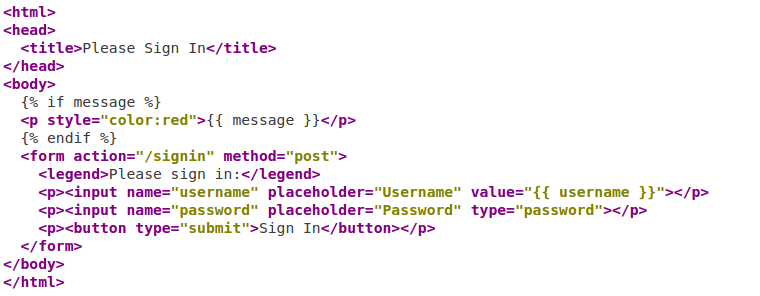 <html>
<head>
  <title>Please Sign In</title>
</head>
<body>
  {% if message %}
  <p style="color:red">{{ message }}</p>
  {% endif %}
  <form action="/signin" method="post">
    <legend>Please sign in:</legend>
    <p><input name="username" placeholder="Username" value="{{ username }}"></p>
    <p><input name="password" placeholder="Password" type="password"></p>
    <p><button type="submit">Sign In</button></p>
  </form>
</body>
</html>